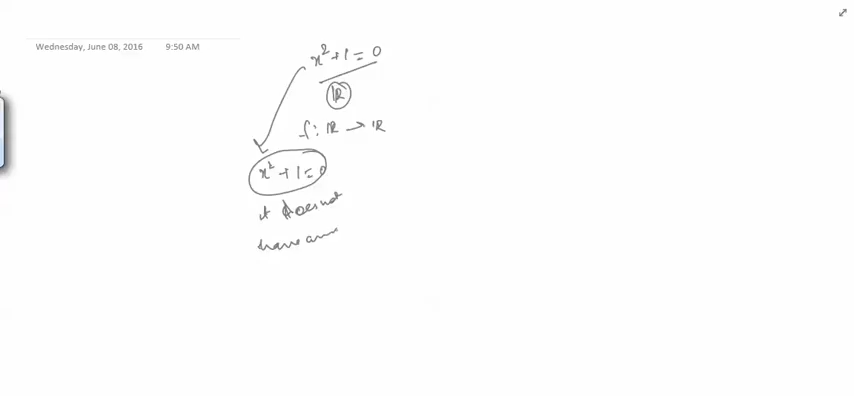 Wednesday, June 08, 2016 9:50 AM
x²+1=0
ℝ
f: ℝ → ℝ
x²+1=0
it does not
have any